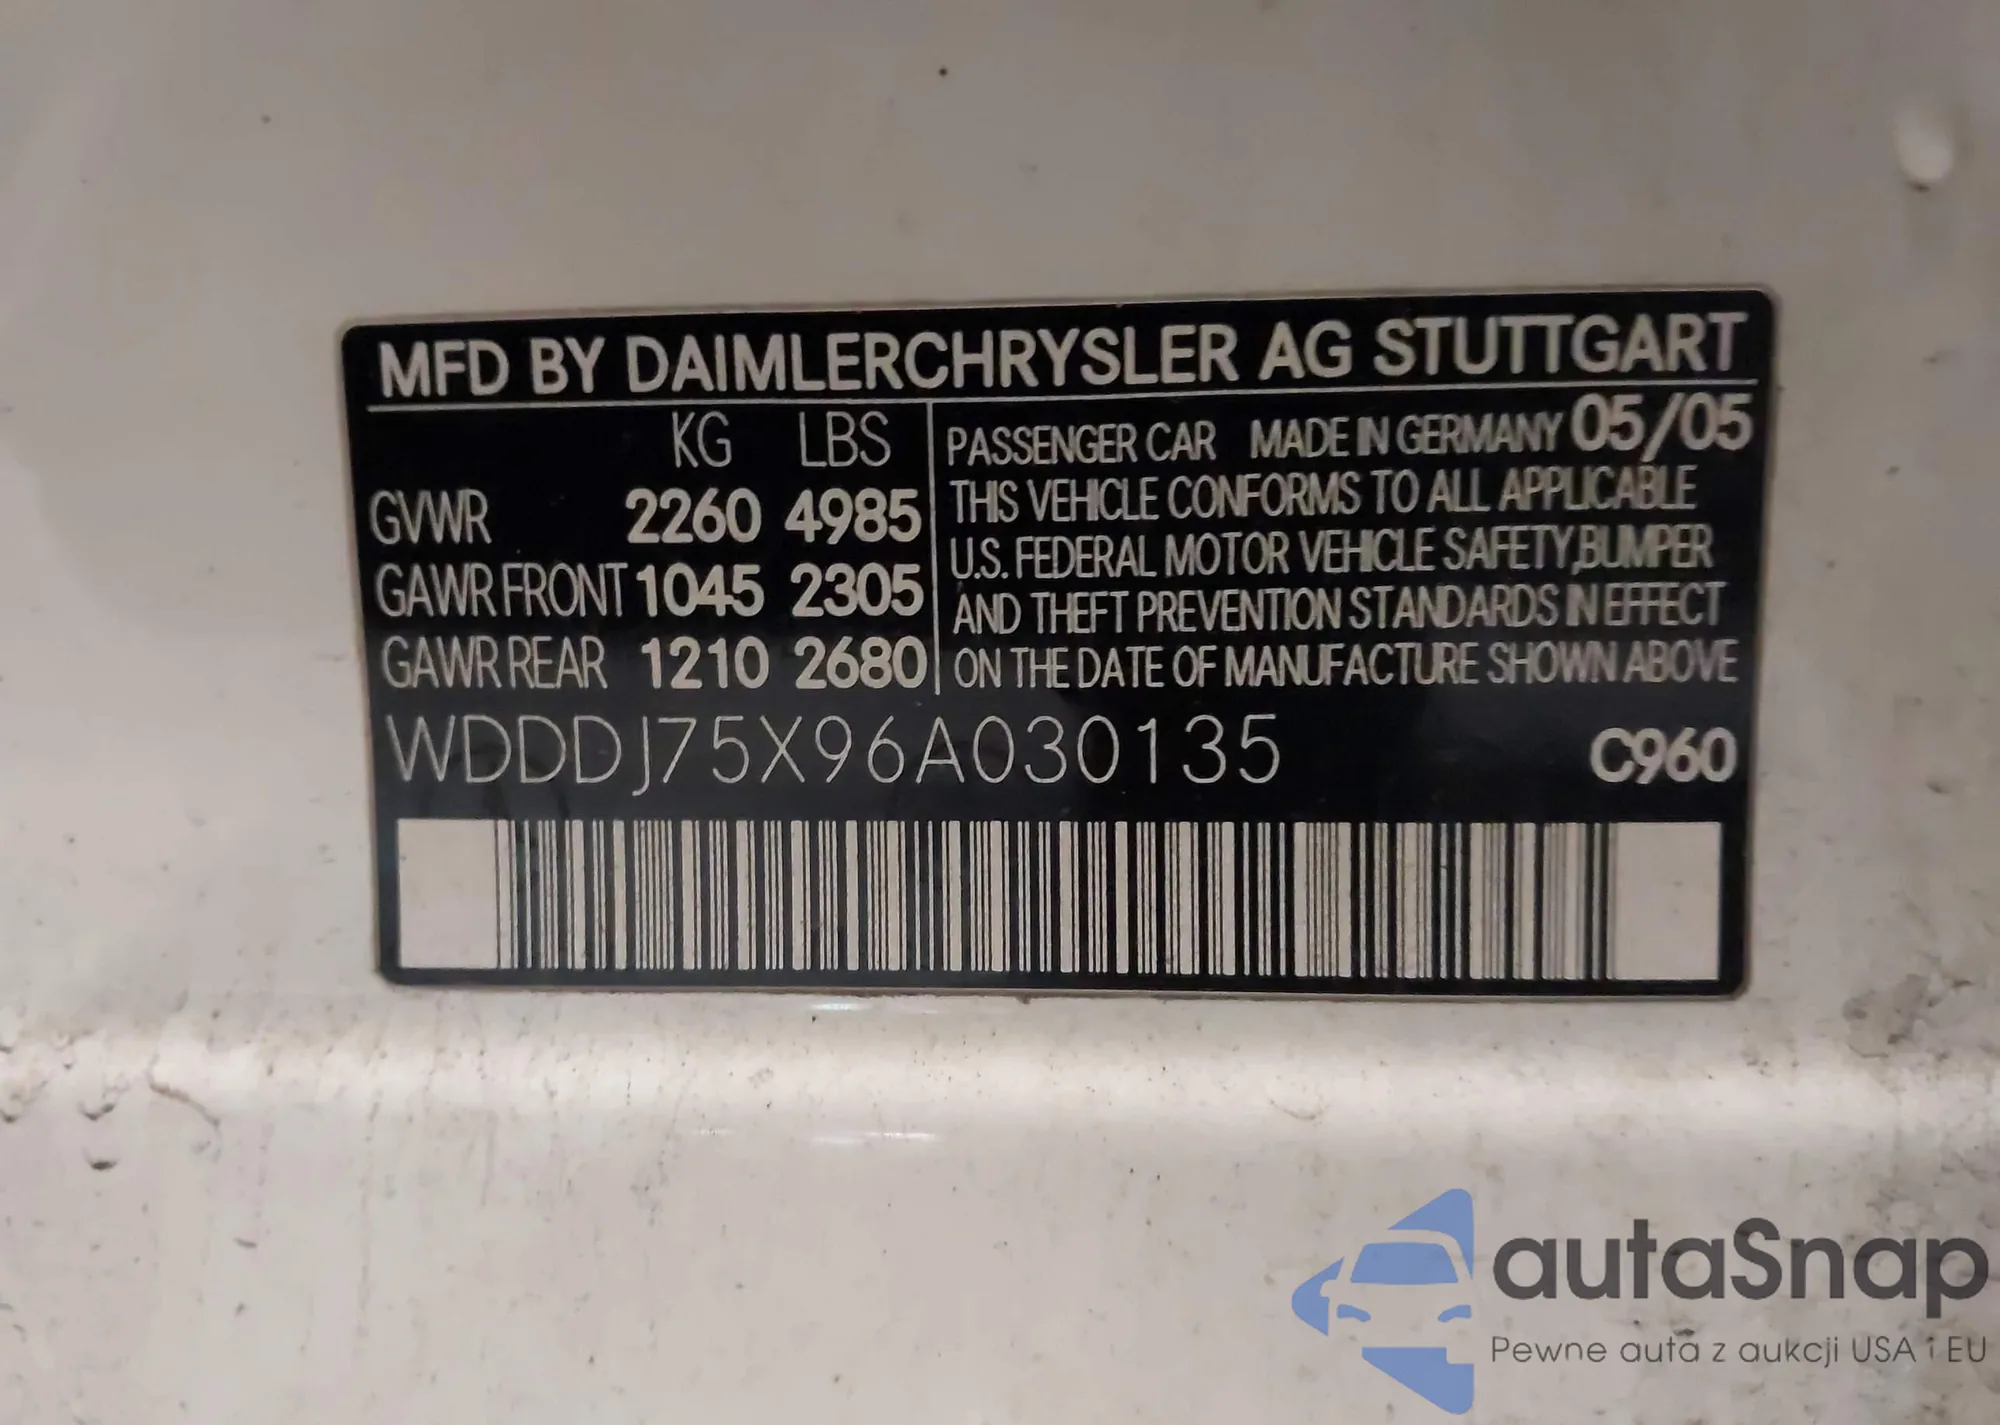 MFD BY DAIMLERCHRYSLER AG STUTTGART
KG LBS
GVWR 2260 4985
GAWR FRONT 1045 2305
GAWR REAR 1210 2680
PASSENGER CAR MADE IN GERMANY 05/05
THIS VEHICLE CONFORMS TO ALL APPLICABLE
U.S. FEDERAL MOTOR VEHICLE SAFETY,BUMPER
AND THEFT PREVENTION STANDARDS IN EFFECT
ON THE DATE OF MANUFACTURE SHOWN ABOVE
WDDDJ75X96A030135 C960
autaSnap
Pewne auta z aukcji USA i EU